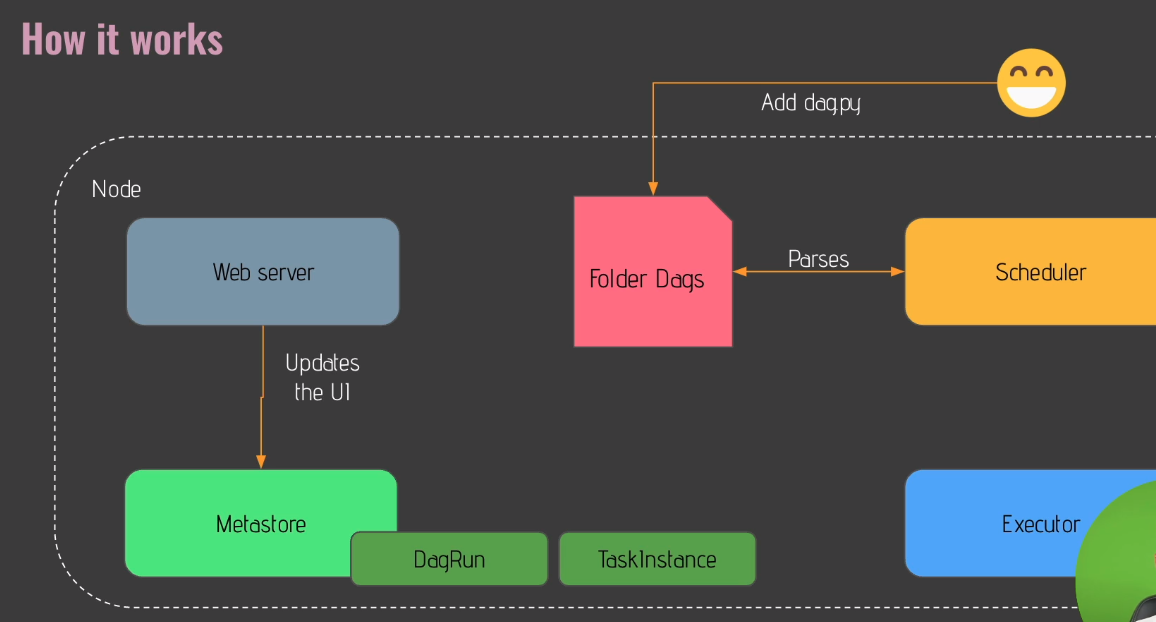 How it works
Add dag.py
Node
Web server
Folder Dags
Parses
Scheduler
Updates
the UI
Metastore
DagRun
TaskInstance
Executor